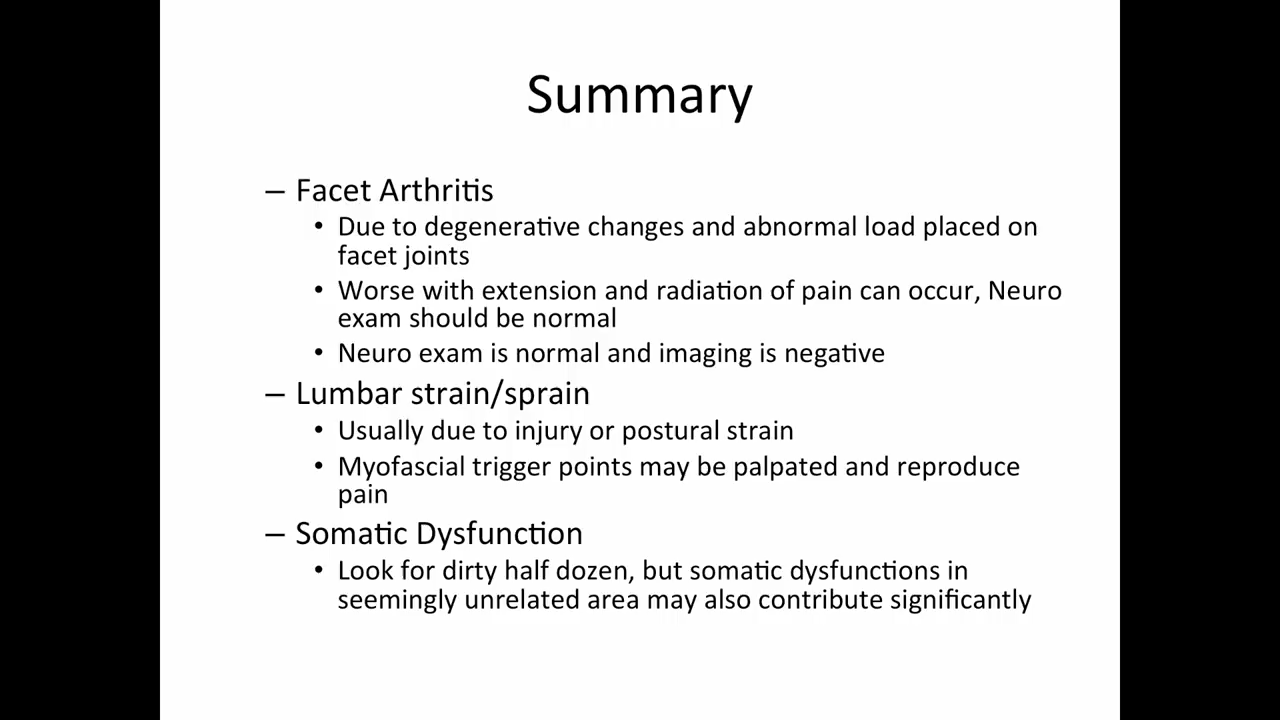 Summary
– Facet Arthritis
• Due to degenerative changes and abnormal load placed on
facet joints
• Worse with extension and radiation of pain can occur, Neuro
exam should be normal
• Neuro exam is normal and imaging is negative
– Lumbar strain/sprain
• Usually due to injury or postural strain
• Myofascial trigger points may be palpated and reproduce
pain
– Somatic Dysfunction
• Look for dirty half dozen, but somatic dysfunctions in
seemingly unrelated area may also contribute significantly